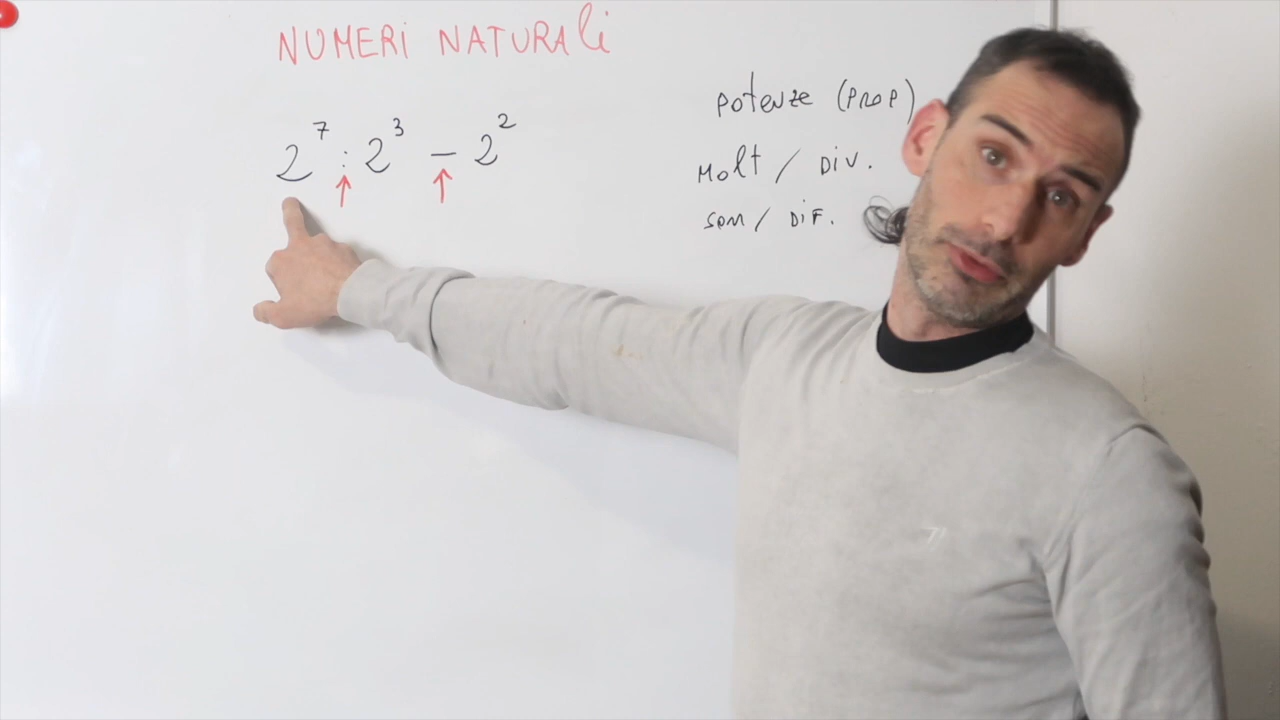 NUMERI NATURALI
2⁷ : 2³ – 2²
POTENZE (PROP)
MOLT / DIV.
SOM / DIF.